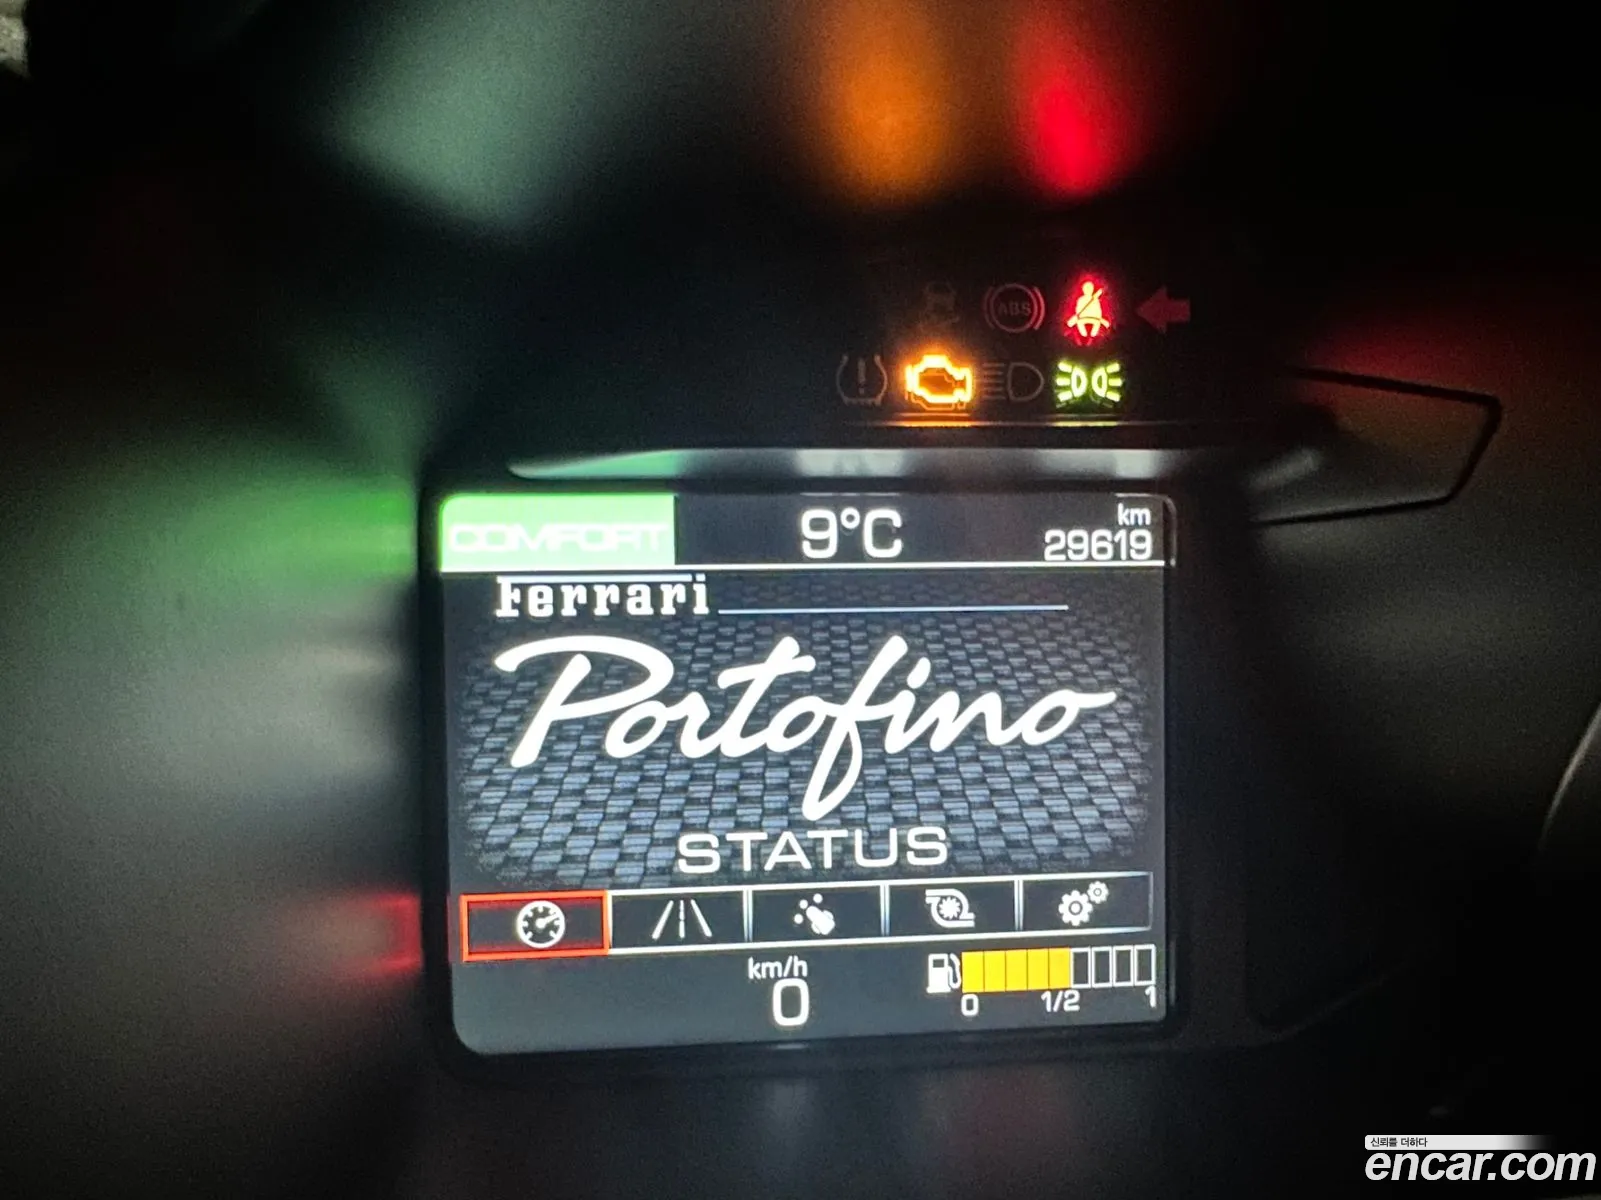 ABS
COMFORT
9°C
km
29619
Ferrari
Portofino
STATUS
km/h
0
0
1/2
1
신뢰를 더하다
encar.com